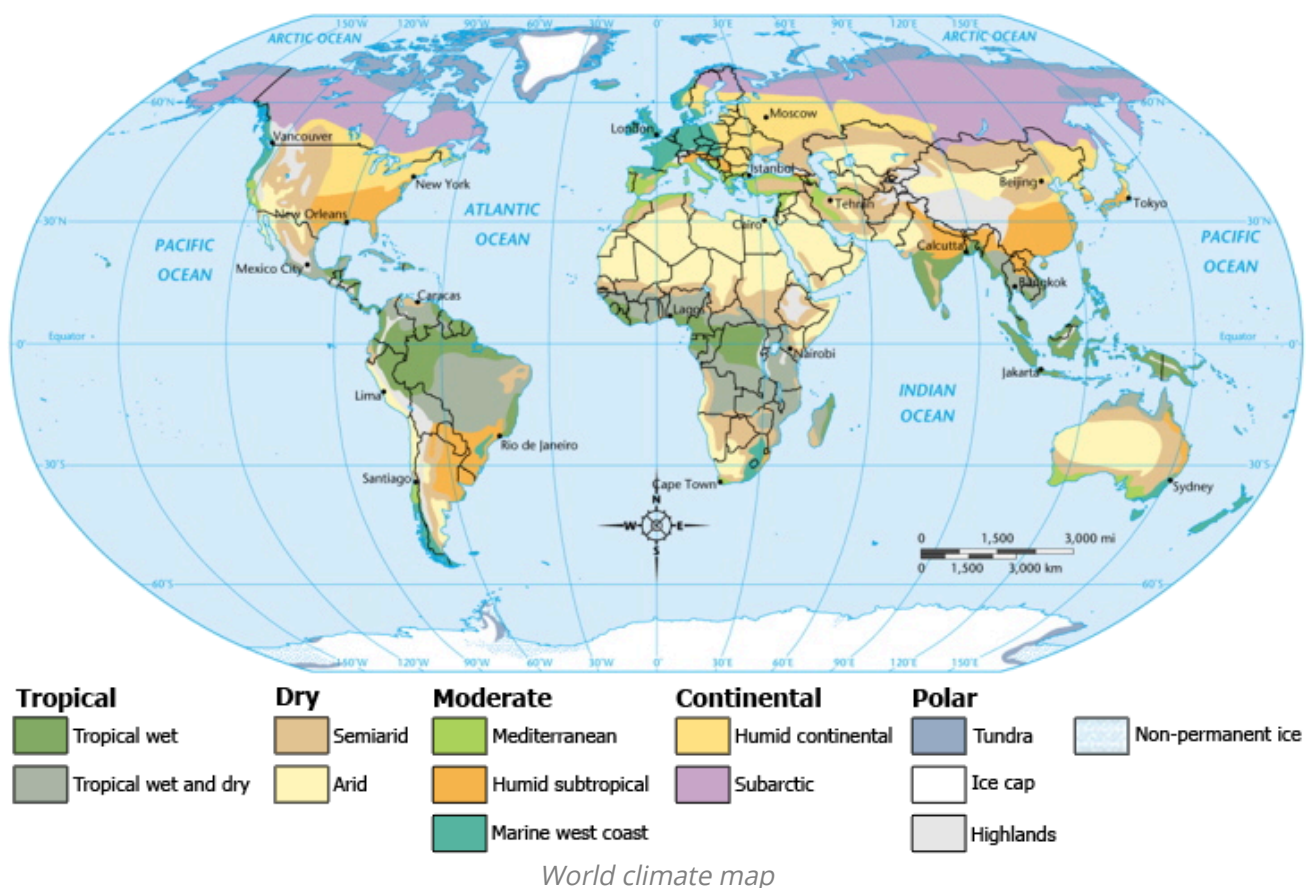 150°W 120°W 90°W 60°W 30°W 0° 30°E 60°E 90°E 120°E 150°E
ARCTIC OCEAN
ARCTIC OCEAN
60°N
60°N
Moscow
London
Vancouver
Istanbul
New York
Beijing
Tehran
Tokyo
ATLANTIC
OCEAN
30°N
New Orleans
Cairo
30°N
PACIFIC
OCEAN
Calcutta
PACIFIC
OCEAN
Mexico City
Bangkok
Caracas
Lagos
Equator
0°
Equator
0°
Nairobi
Jakarta
INDIAN
OCEAN
Lima
Rio de Janeiro
30°S
30°S
Santiago
Cape Town
Sydney
N
W E
S
0 1,500 3,000 mi
0 1,500 3,000 km
60°S
60°S
150°W 120°W 90°W 60°W 30°W 0° 30°E 60°E 90°E 120°E 150°E
Tropical
Tropical wet
Tropical wet and dry
Dry
Semiarid
Arid
Moderate
Mediterranean
Humid subtropical
Marine west coast
Continental
Humid continental
Subarctic
Polar
Tundra
Ice cap
Highlands
Non-permanent ice
World climate map